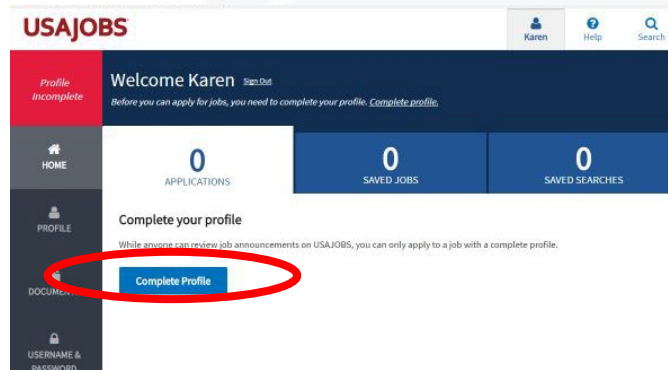 USAJOBS
Karen
Help
Search
Profile
Incomplete
Welcome Karen Sign Out
Before you can apply for jobs, you need to complete your profile. Complete profile.
HOME
0
APPLICATIONS
0
SAVED JOBS
0
SAVED SEARCHES
PROFILE
Complete your profile
While anyone can review job announcements on USAJOBS, you can only apply to a job with a complete profile.
Complete Profile
USERNAME &
PASSWORD